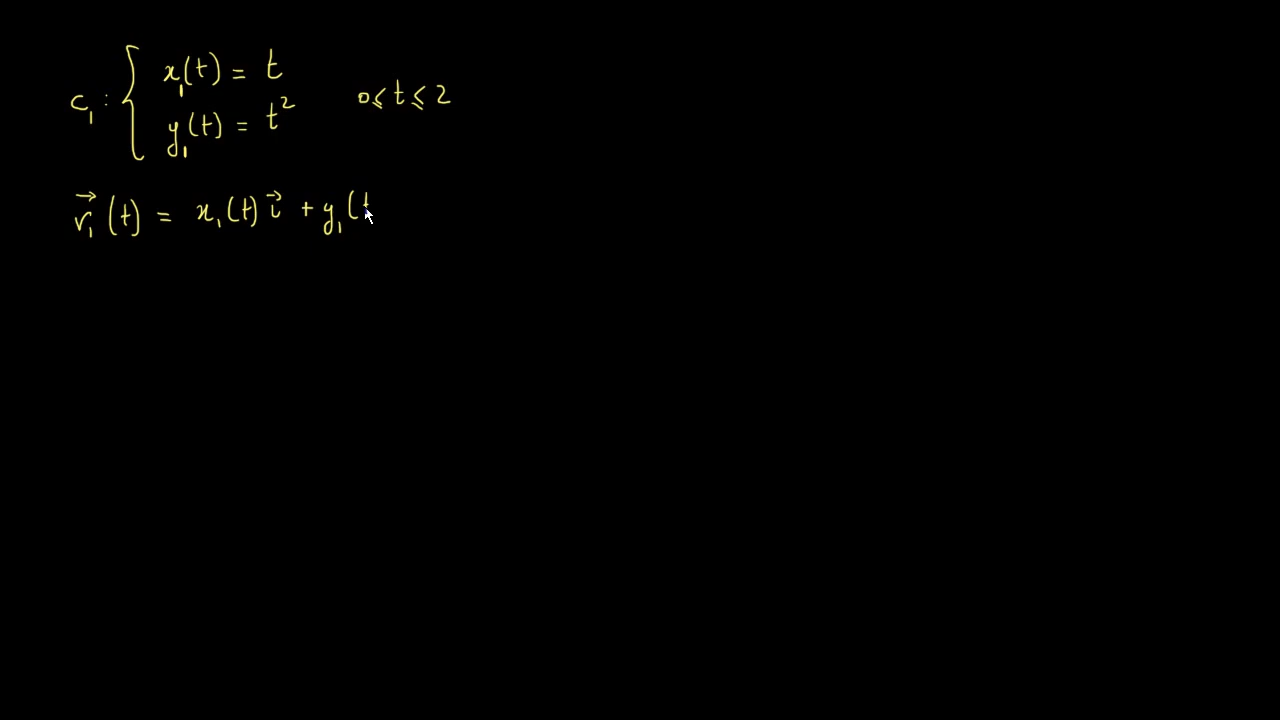 C₁ : { x₁(t) = t
y₁(t) = t² 0 ⩽ t ⩽ 2
r⃗₁(t) = x₁(t) i⃗ + y₁(t